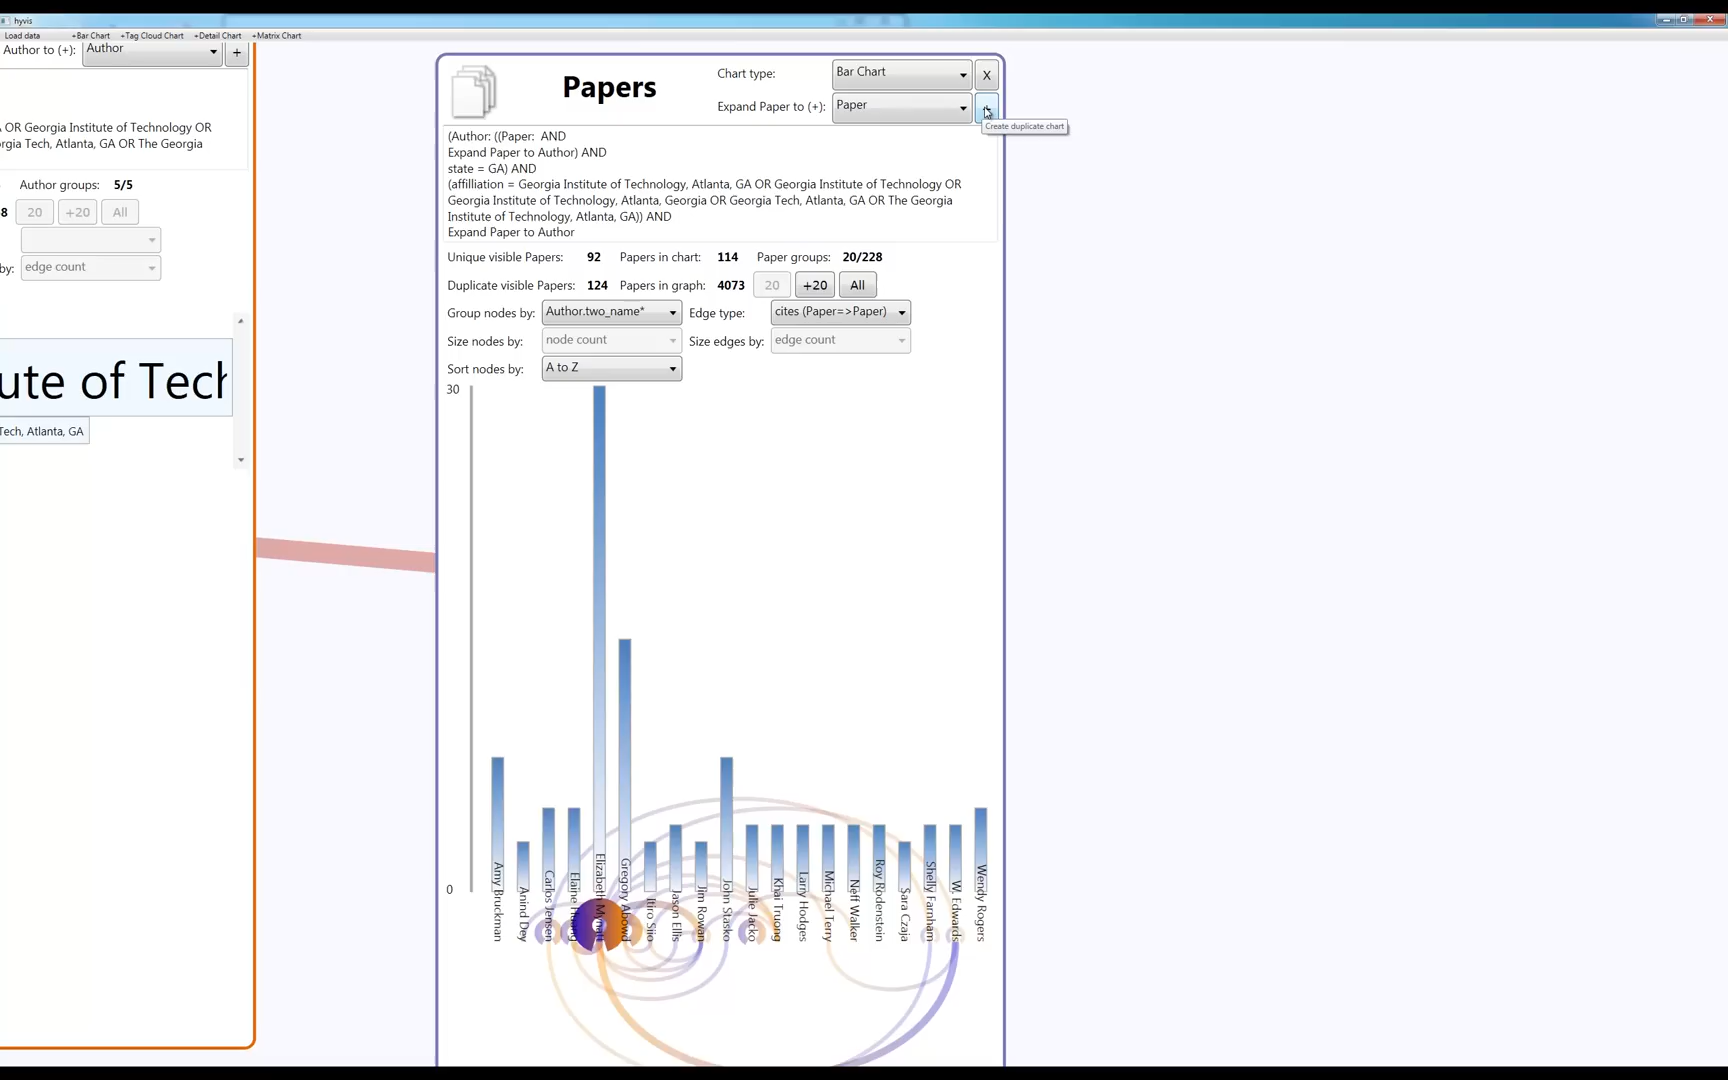 hyvis
Load data
+Bar Chart
+Tag Cloud Chart
+Detail Chart
+Matrix Chart
Author to (+):
Author
+
OR Georgia Institute of Technology OR
Tech, Atlanta, GA OR The Georgia
Author groups: 5/5
8
20
+20
All
by:
edge count
ute of Tech
Tech, Atlanta, GA
Papers
Chart type:
Bar Chart
X
Expand Paper to (+):
Paper
Create duplicate chart
(Author: ((Paper: AND
Expand Paper to Author) AND
state = GA) AND
(affilliation = Georgia Institute of Technology, Atlanta, GA OR Georgia Institute of Technology OR
Georgia Institute of Technology, Atlanta, Georgia OR Georgia Tech, Atlanta, GA OR The Georgia
Institute of Technology, Atlanta, GA)) AND
Expand Paper to Author
Unique visible Papers: 92
Papers in chart: 114
Paper groups: 20/228
Duplicate visible Papers: 124
Papers in graph: 4073
20
+20
All
Group nodes by:
Author.two_name*
Edge type:
cites (Paper=>Paper)
Size nodes by:
node count
Size edges by:
edge count
Sort nodes by:
A to Z
30
0
Amy Bruckman
Anind Dey
Carlos Jensen
Elaine
Elizabeth
Gregory Abowd
Itiro Siio
Jason Ellis
Jim Rowan
John Stasko
Julie Jacko
Khai Truong
Larry Hodges
Michael Terry
Neff Walker
Roy Rodenstein
Sara Czaja
Shelly Farnham
W. Edwards
Wendy Rogers